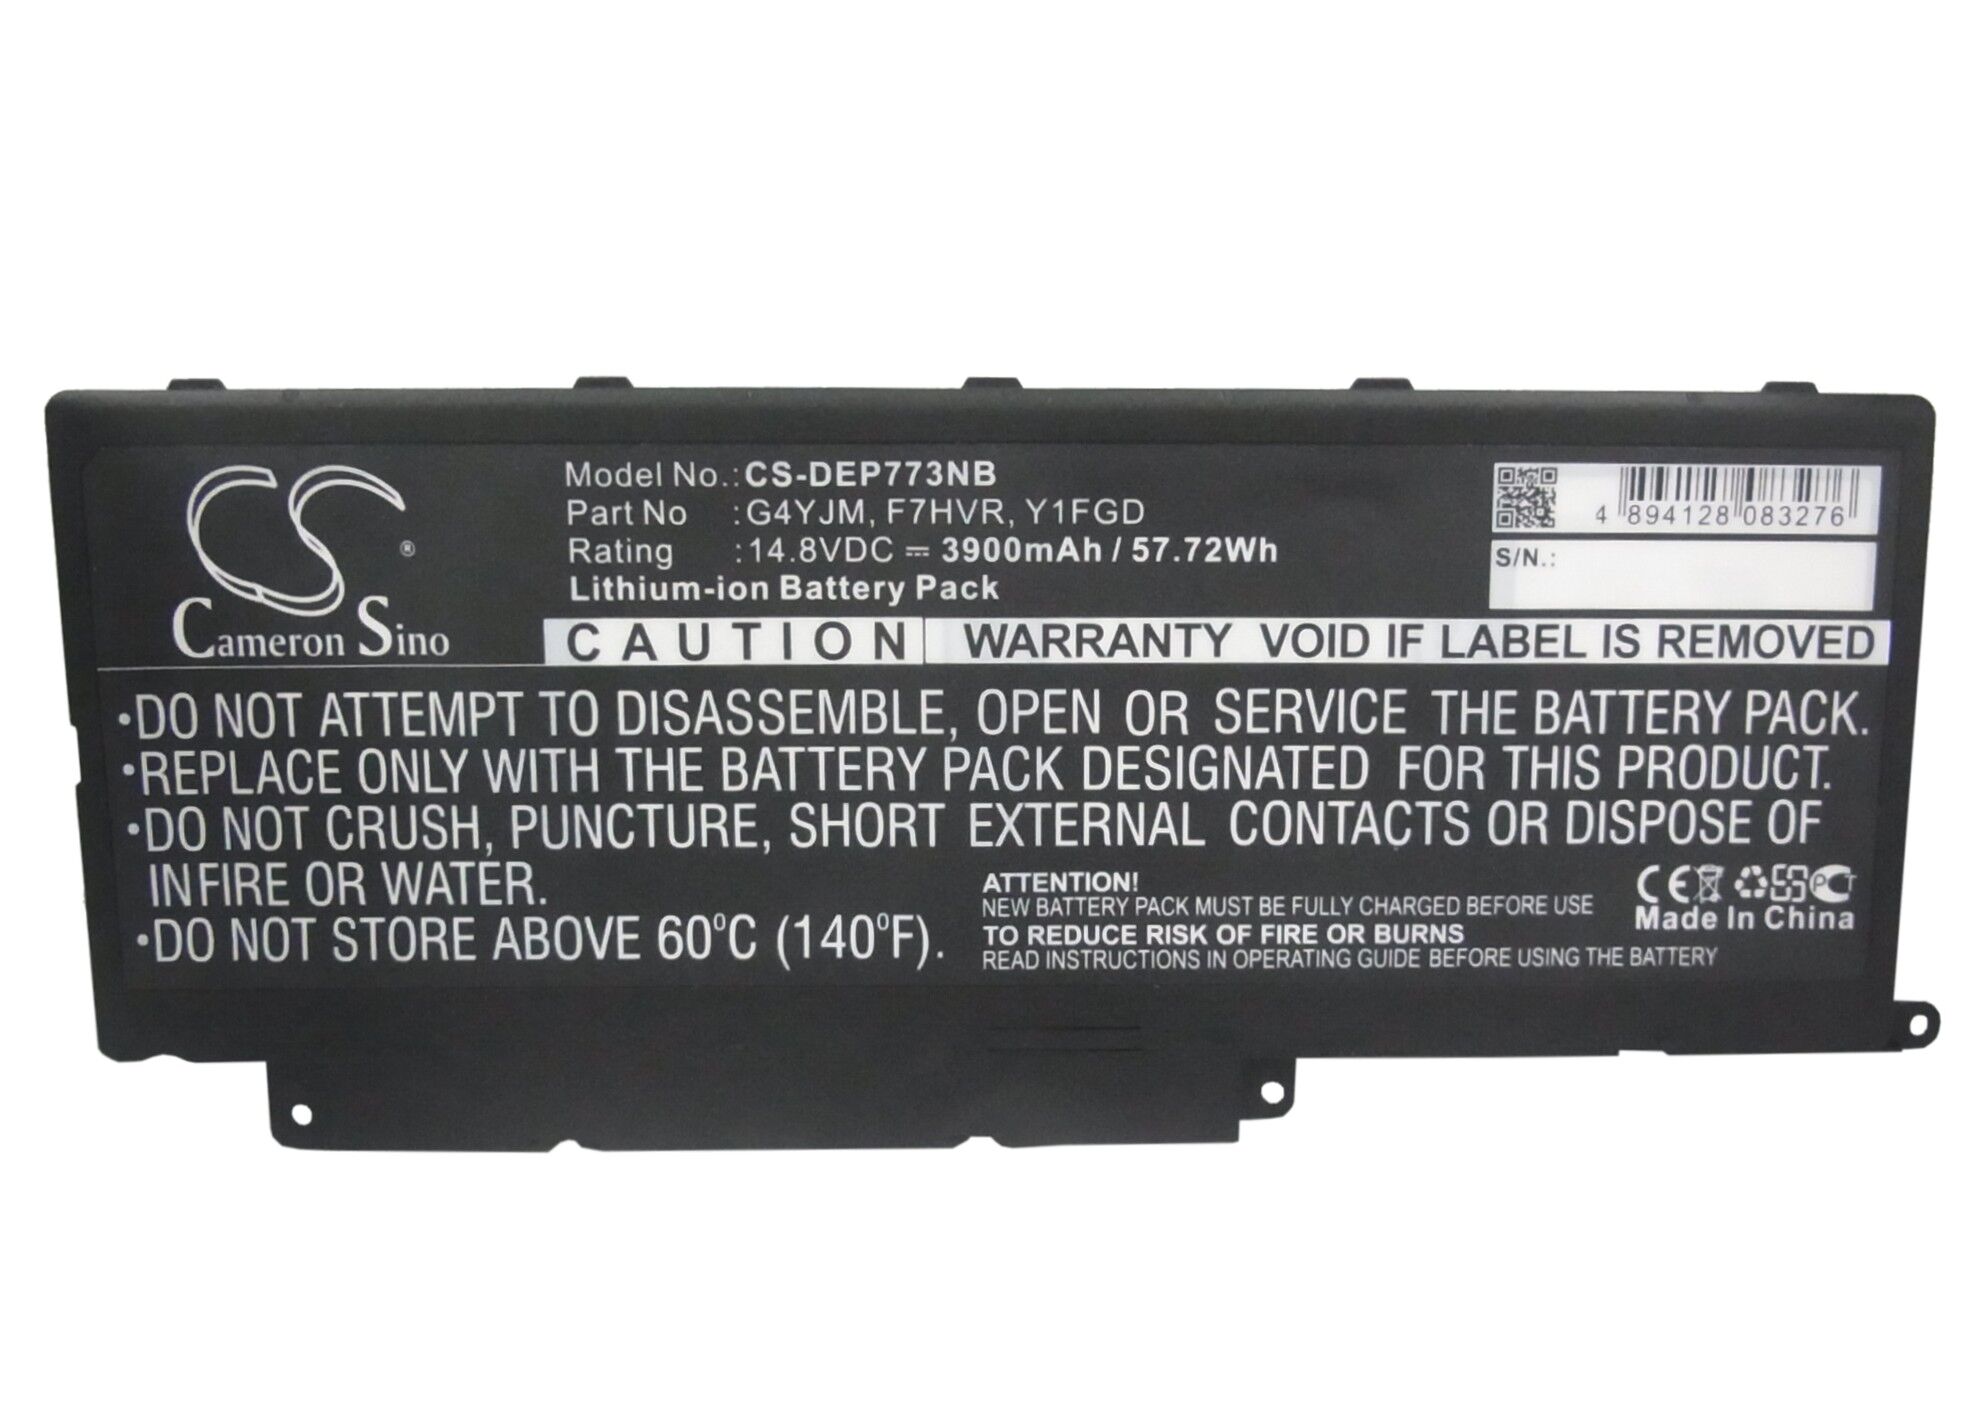 CS
®
Cameron Sino
Model No.:CS-DEP773NB
Part No :G4YJM, F7HVR, Y1FGD
Rating :14.8VDC ⎓ 3900mAh / 57.72Wh
Lithium-ion Battery Pack
4 894128 083276
S/N.:
CAUTION WARRANTY VOID IF LABEL IS REMOVED
•DO NOT ATTEMPT TO DISASSEMBLE, OPEN OR SERVICE THE BATTERY PACK.
•REPLACE ONLY WITH THE BATTERY PACK DESIGNATED FOR THIS PRODUCT.
•DO NOT CRUSH, PUNCTURE, SHORT EXTERNAL CONTACTS OR DISPOSE OF
IN FIRE OR WATER.
•DO NOT STORE ABOVE 60°C (140°F).
ATTENTION!
NEW BATTERY PACK MUST BE FULLY CHARGED BEFORE USE
TO REDUCE RISK OF FIRE OR BURNS
READ INSTRUCTIONS IN OPERATING GUIDE BEFORE USING THE BATTERY
CE PCT
Made In China